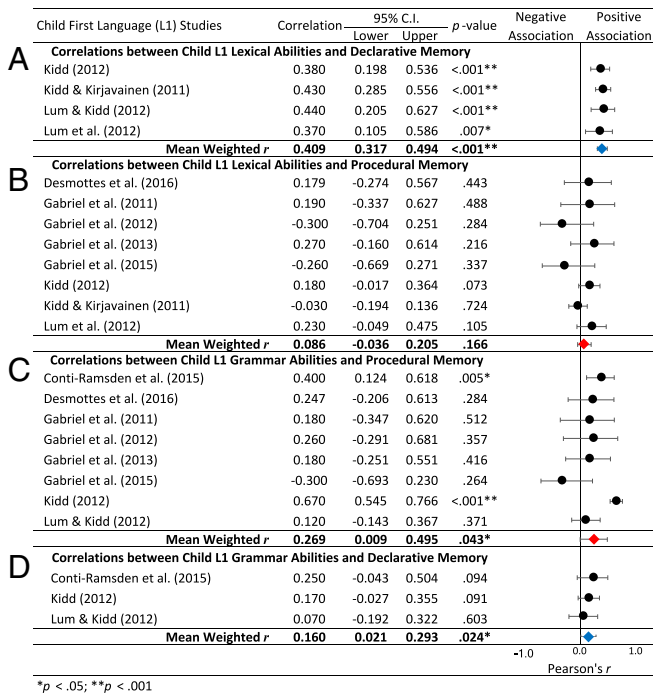 Child First Language (L1) Studies Correlation 95% C.I. Lower Upper p-value Negative Association Positive Association
A Correlations between Child L1 Lexical Abilities and Declarative Memory
Kidd (2012) 0.380 0.198 0.536 <.001**
Kidd & Kirjavainen (2011) 0.430 0.285 0.556 <.001**
Lum & Kidd (2012) 0.440 0.205 0.627 <.001**
Lum et al. (2012) 0.370 0.105 0.586 .007*
Mean Weighted r 0.409 0.317 0.494 <.001**
B Correlations between Child L1 Lexical Abilities and Procedural Memory
Desmottes et al. (2016) 0.179 -0.274 0.567 .443
Gabriel et al. (2011) 0.190 -0.337 0.627 .488
Gabriel et al. (2012) -0.300 -0.704 0.251 .284
Gabriel et al. (2013) 0.270 -0.160 0.614 .216
Gabriel et al. (2015) -0.260 -0.669 0.271 .337
Kidd (2012) 0.180 -0.017 0.364 .073
Kidd & Kirjavainen (2011) -0.030 -0.194 0.136 .724
Lum et al. (2012) 0.230 -0.049 0.475 .105
Mean Weighted r 0.086 -0.036 0.205 .166
C Correlations between Child L1 Grammar Abilities and Procedural Memory
Conti-Ramsden et al. (2015) 0.400 0.124 0.618 .005*
Desmottes et al. (2016) 0.247 -0.206 0.613 .284
Gabriel et al. (2011) 0.180 -0.347 0.620 .512
Gabriel et al. (2012) 0.260 -0.291 0.681 .357
Gabriel et al. (2013) 0.180 -0.251 0.551 .416
Gabriel et al. (2015) -0.300 -0.693 0.230 .264
Kidd (2012) 0.670 0.545 0.766 <.001**
Lum & Kidd (2012) 0.120 -0.143 0.367 .371
Mean Weighted r 0.269 0.009 0.495 .043*
D Correlations between Child L1 Grammar Abilities and Declarative Memory
Conti-Ramsden et al. (2015) 0.250 -0.043 0.504 .094
Kidd (2012) 0.170 -0.027 0.355 .091
Lum & Kidd (2012) 0.070 -0.192 0.322 .603
Mean Weighted r 0.160 0.021 0.293 .024*
-1.0 0.0 1.0
Pearson's r
*p < .05; **p < .001